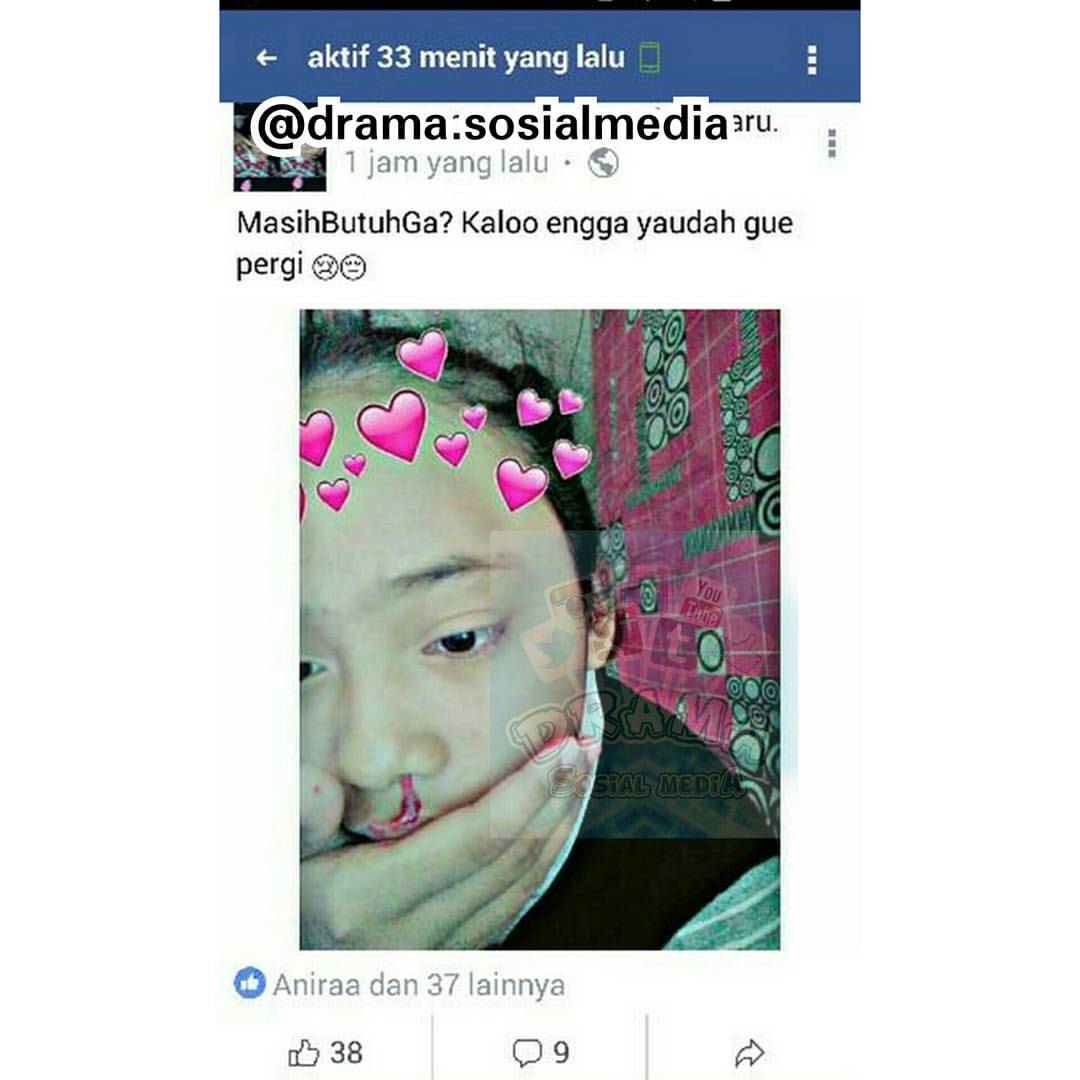 aktif 33 menit yang lalu
@drama.sosialmedia aru.
1 jam yang lalu ·
MasihButuhGa? Kaloo engga yaudah gue
pergi 😢😔
You
Tube
DRAMA
SOSIAL MEDIA
Aniraa dan 37 lainnya
38 9